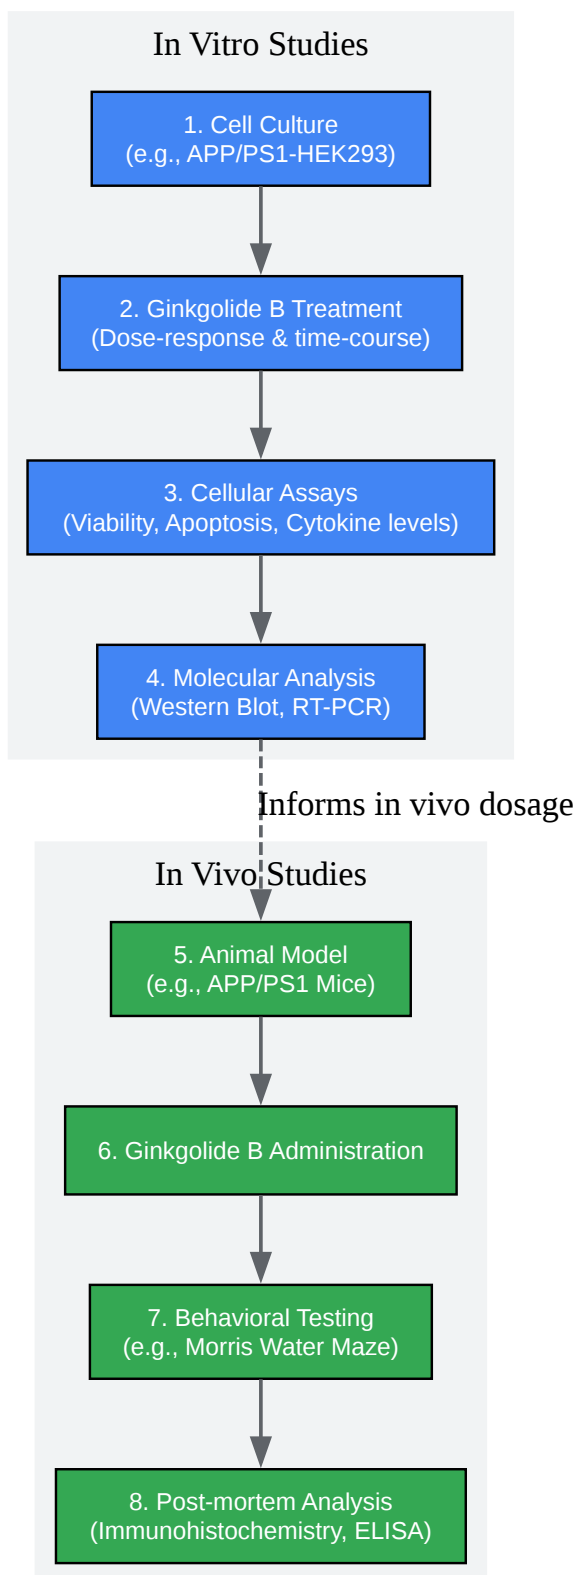 In Vitro Studies
1. Cell Culture
(e.g., APP/PS1-HEK293)
2. Ginkgolide B Treatment
(Dose-response & time-course)
3. Cellular Assays
(Viability, Apoptosis, Cytokine levels)
4. Molecular Analysis
(Western Blot, RT-PCR)
Informs in vivo dosage
In Vivo Studies
5. Animal Model
(e.g., APP/PS1 Mice)
6. Ginkgolide B Administration
7. Behavioral Testing
(e.g., Morris Water Maze)
8. Post-mortem Analysis
(Immunohistochemistry, ELISA)